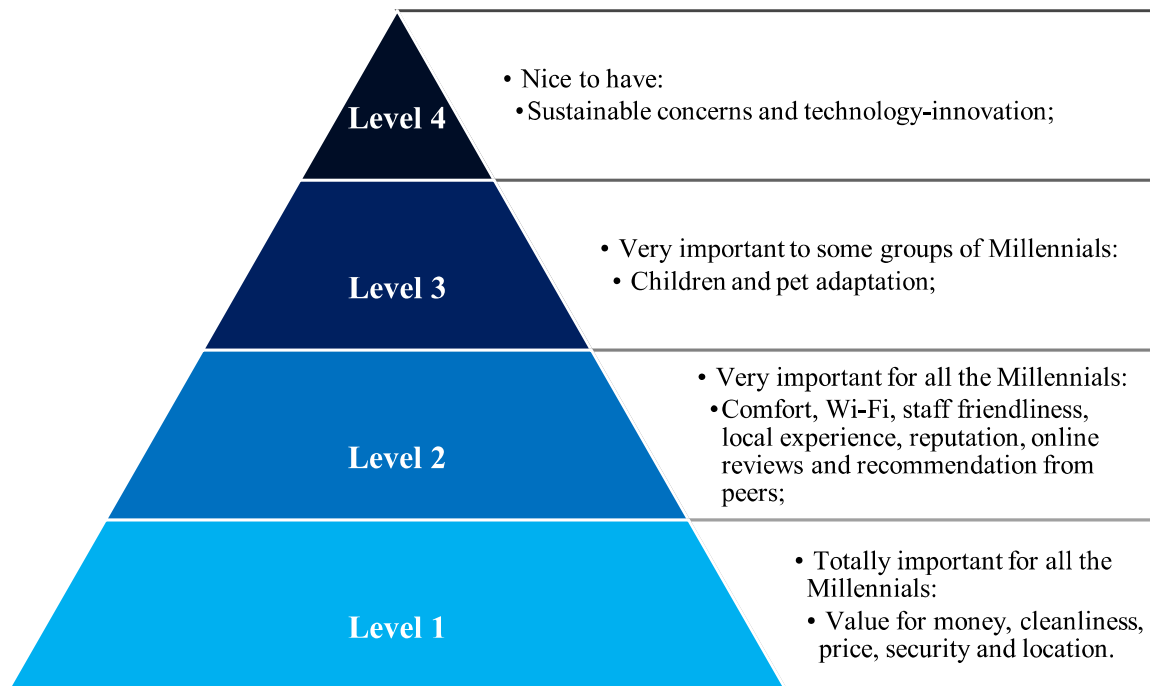 Level 4
• Nice to have:
• Sustainable concerns and technology-innovation;
Level 3
• Very important to some groups of Millennials:
• Children and pet adaptation;
Level 2
• Very important for all the Millennials:
• Comfort, Wi-Fi, staff friendliness,
local experience, reputation, online
reviews and recommendation from
peers;
Level 1
• Totally important for all the
Millennials:
• Value for money, cleanliness,
price, security and location.